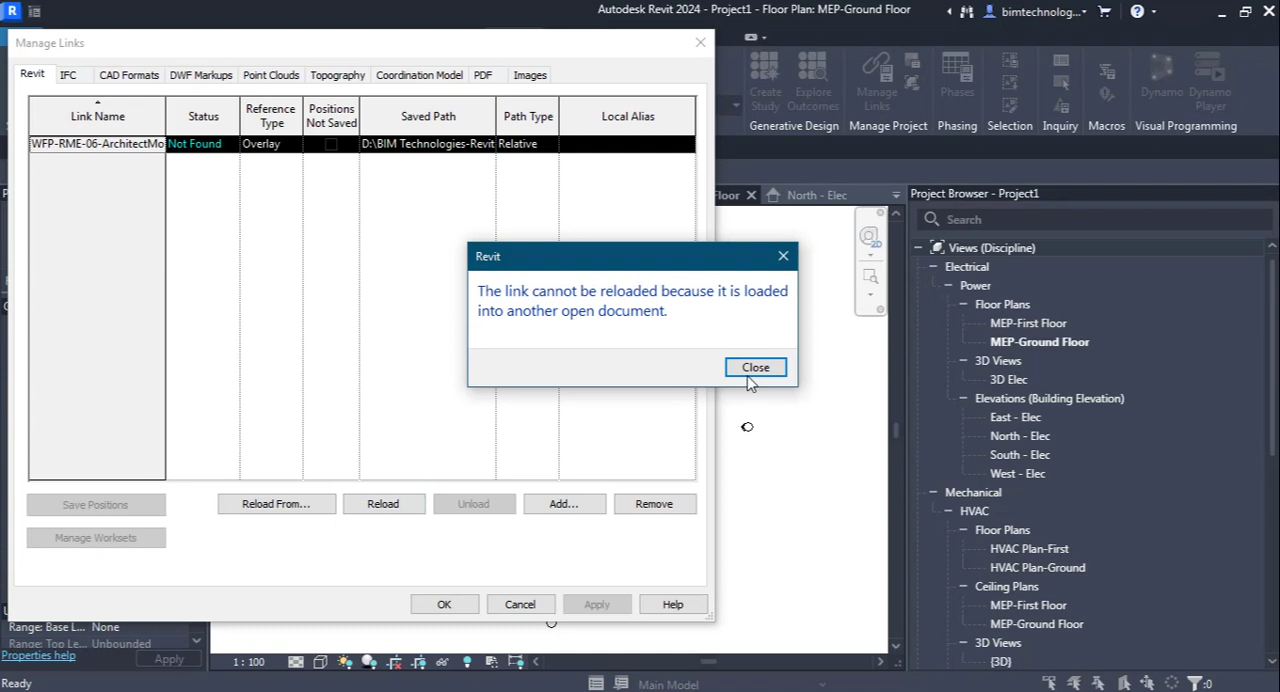 R
Autodesk Revit 2024 - Project1 - Floor Plan: MEP-Ground Floor
bimtechnolog...
Manage Links
Revit
IFC
CAD Formats
DWF Markups
Point Clouds
Topography
Coordination Model
PDF
Images
Link Name
Status
Reference
Type
Positions
Not Saved
Saved Path
Path Type
Local Alias
WFP-RME-06-ArchitectMo
Not Found
Overlay
D:\BIM Technologies-Revit
Relative
Revit
The link cannot be reloaded because it is loaded
into another open document.
Close
Save Positions
Reload From...
Reload
Unload
Add...
Remove
Manage Worksets
OK
Cancel
Apply
Help
Create
Study
Explore
Outcomes
Manage
Links
Phases
Dynamo
Dynamo
Player
Generative Design
Manage Project
Phasing
Selection
Inquiry
Macros
Visual Programming
Floor
North - Elec
2D
Project Browser - Project1
Search
Views (Discipline)
Electrical
Power
Floor Plans
MEP-First Floor
MEP-Ground Floor
3D Views
3D Elec
Elevations (Building Elevation)
East - Elec
North - Elec
South - Elec
West - Elec
Mechanical
HVAC
Floor Plans
HVAC Plan-First
HVAC Plan-Ground
Ceiling Plans
MEP-First Floor
MEP-Ground Floor
3D Views
{3D}
Range: Base L... None
Range: Top Le... Unbounded
Properties help
Apply
1 : 100
Ready
Main Model
:0